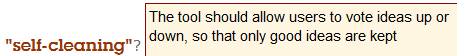 "self-cleaning"?
The tool should allow users to vote ideas up or
down, so that only good ideas are kept